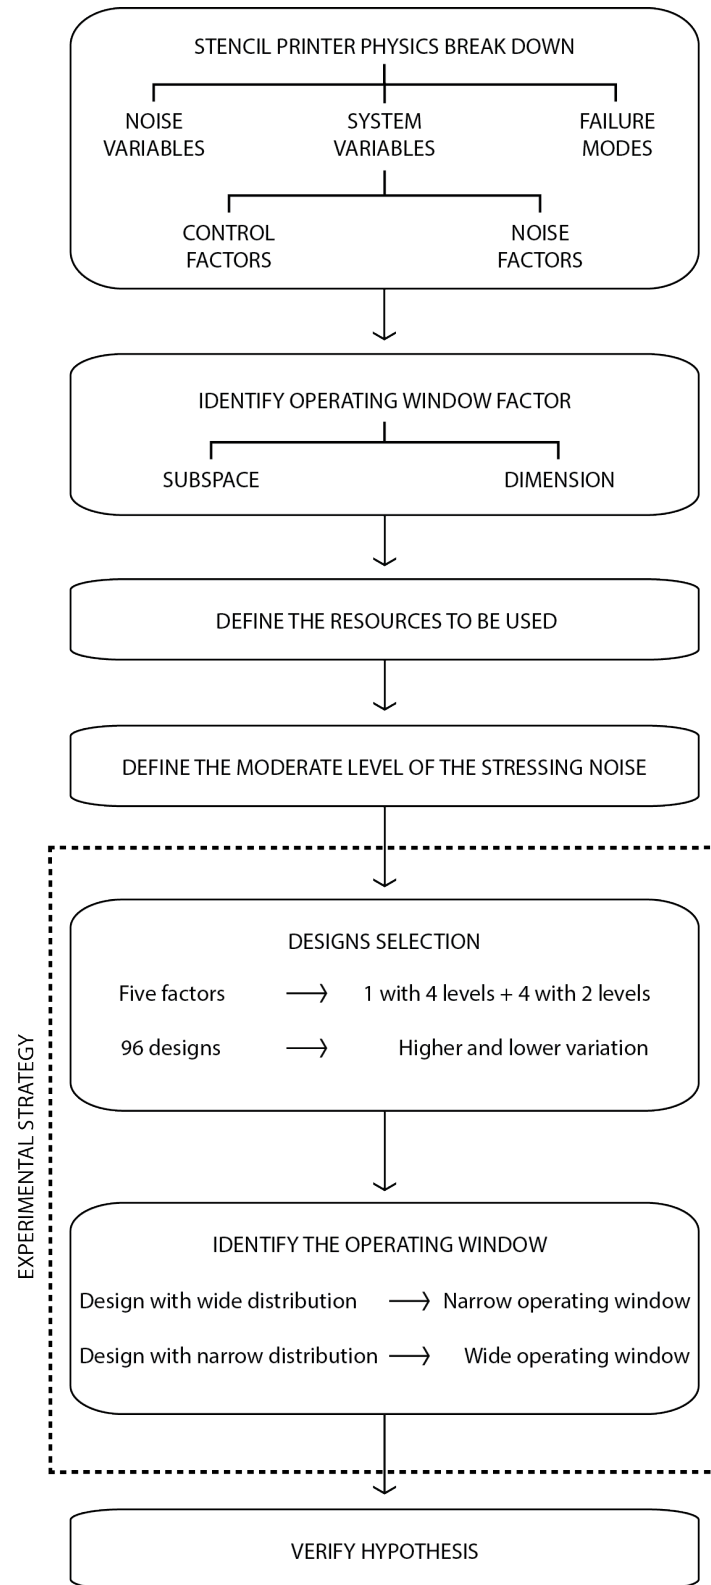 STENCIL PRINTER PHYSICS BREAK DOWN
NOISE
VARIABLES
SYSTEM
VARIABLES
FAILURE
MODES
CONTROL
FACTORS
NOISE
FACTORS
IDENTIFY OPERATING WINDOW FACTOR
SUBSPACE
DIMENSION
DEFINE THE RESOURCES TO BE USED
DEFINE THE MODERATE LEVEL OF THE STRESSING NOISE
EXPERIMENTAL STRATEGY
DESIGNS SELECTION
Five factors → 1 with 4 levels + 4 with 2 levels
96 designs → Higher and lower variation
IDENTIFY THE OPERATING WINDOW
Design with wide distribution → Narrow operating window
Design with narrow distribution → Wide operating window
VERIFY HYPOTHESIS